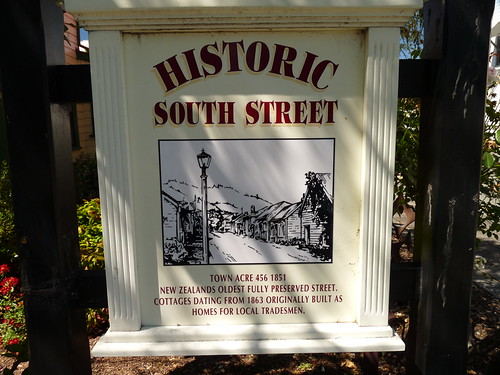 HISTORIC
SOUTH STREET
TOWN ACRE 456 1851
NEW ZEALANDS OLDEST FULLY PRESERVED STREET.
COTTAGES DATING FROM 1863 ORIGINALLY BUILT AS
HOMES FOR LOCAL TRADESMEN.